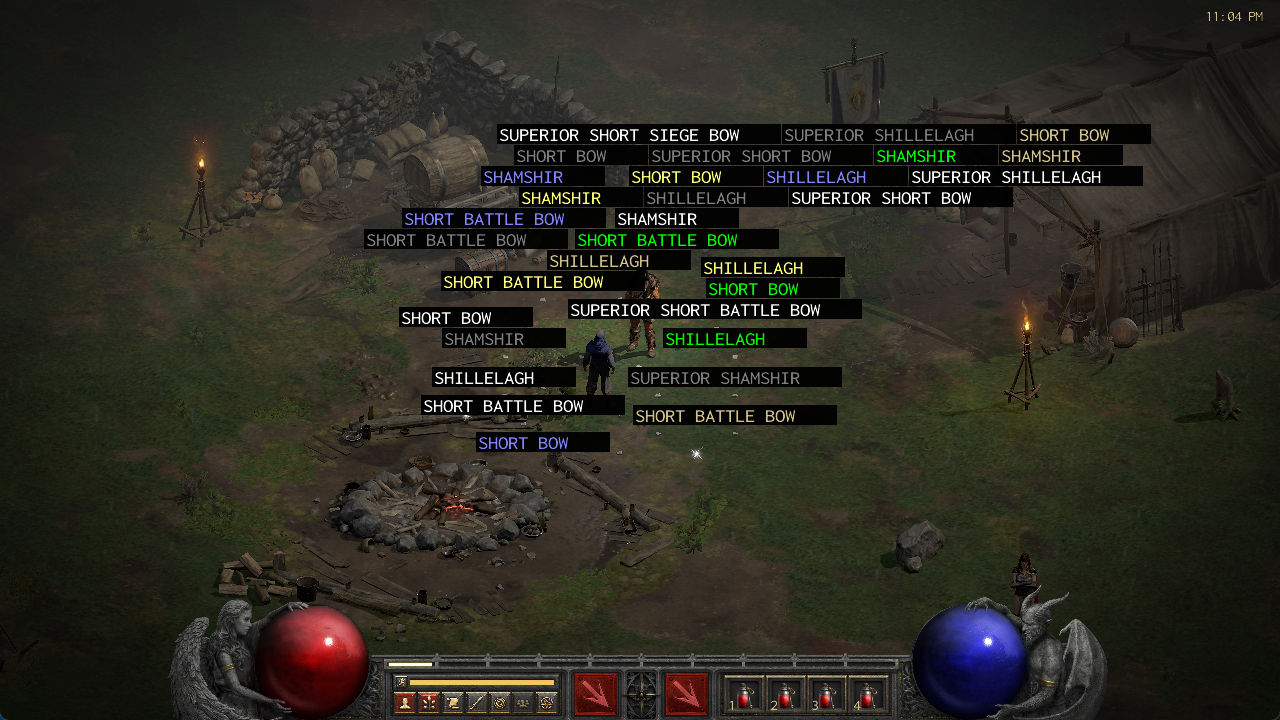 11:04 PM
SUPERIOR SHORT SIEGE BOW SUPERIOR SHILLELAGH SHORT BOW
SHORT BOW SUPERIOR SHORT BOW SHAMSHIR SHAMSHIR
SHAMSHIR SHORT BOW SHILLELAGH SUPERIOR SHILLELAGH
SHAMSHIR SHILLELAGH SUPERIOR SHORT BOW
SHORT BATTLE BOW SHAMSHIR
SHORT BATTLE BOW SHORT BATTLE BOW
SHILLELAGH SHILLELAGH
SHORT BATTLE BOW SHORT BOW
SUPERIOR SHORT BATTLE BOW
SHORT BOW
SHAMSHIR SHILLELAGH
SHILLELAGH SUPERIOR SHAMSHIR
SHORT BATTLE BOW SHORT BATTLE BOW
SHORT BOW
1 2 3 4